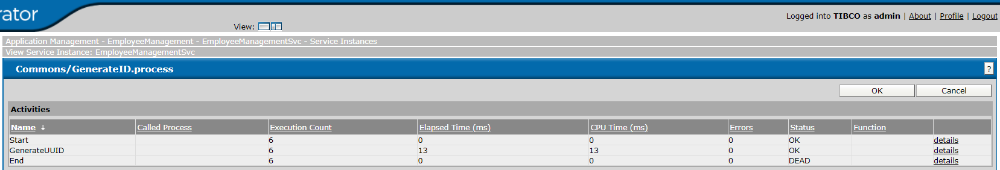 rator
Logged into TIBCO as admin | About | Profile | Logout
View:
Application Management - EmployeeManagement - EmployeeManagementSvc - Service Instances
View Service Instance: EmployeeManagementSvc
Commons/GenerateID.process ?
OK Cancel
Activities
Name ↓ Called Process Execution Count Elapsed Time (ms) CPU Time (ms) Errors Status Function
Start 6 0 0 0 OK details
GenerateUUID 6 13 13 0 OK details
End 6 0 0 0 DEAD details